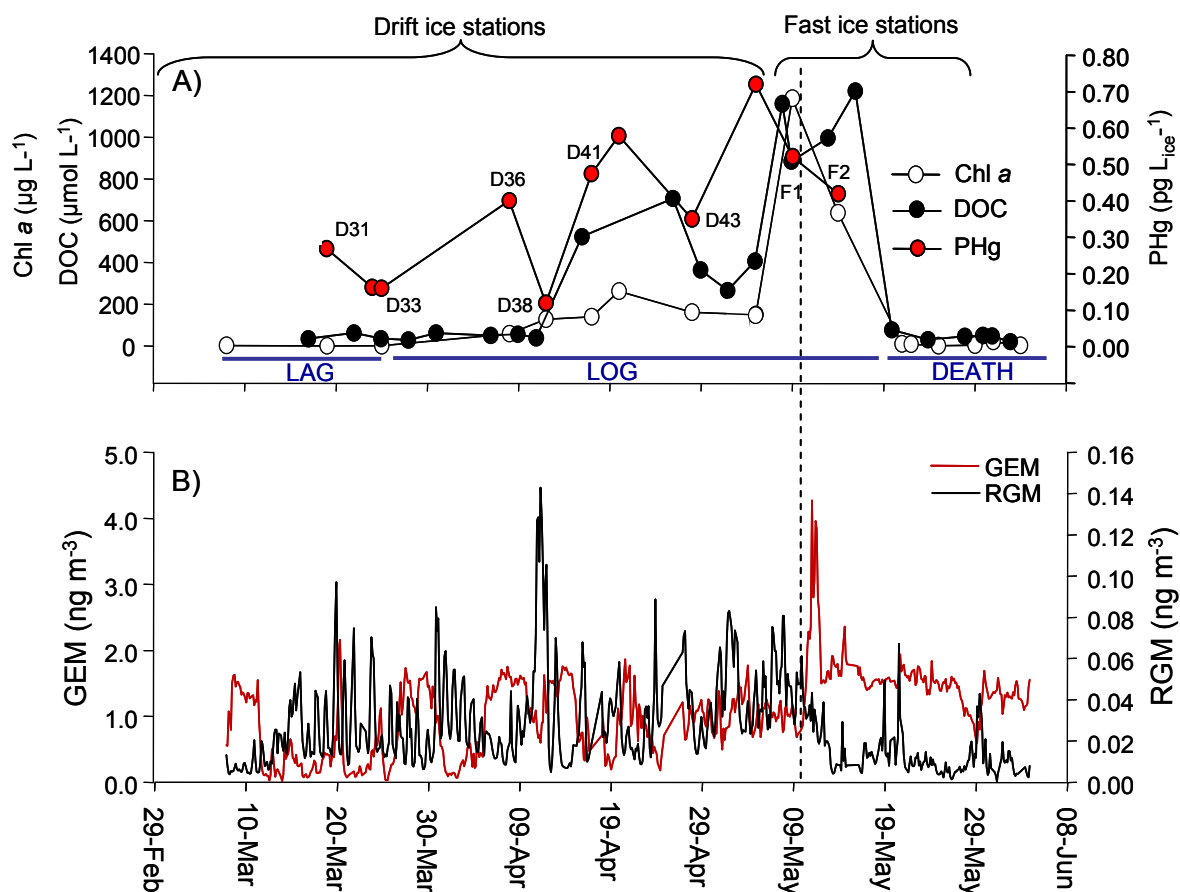 Drift ice stations
Fast ice stations
A)
Chl a (µg L-1)
DOC (µmol L-1)
1400
1200
1000
800
600
400
200
0
0.80
0.70
0.60
0.50
0.40
0.30
0.20
0.10
0.00
PHg (pg Lice-1)
D31
D33
D36
D38
D41
D43
F1
F2
Chl a
DOC
PHg
LAG
LOG
DEATH
B)
GEM (ng m-3)
5.0
4.0
3.0
2.0
1.0
0.0
0.16
0.14
0.12
0.10
0.08
0.06
0.04
0.02
0.00
RGM (ng m-3)
GEM
RGM
29-Feb
10-Mar
20-Mar
30-Mar
09-Apr
19-Apr
29-Apr
09-May
19-May
29-May
08-Jun